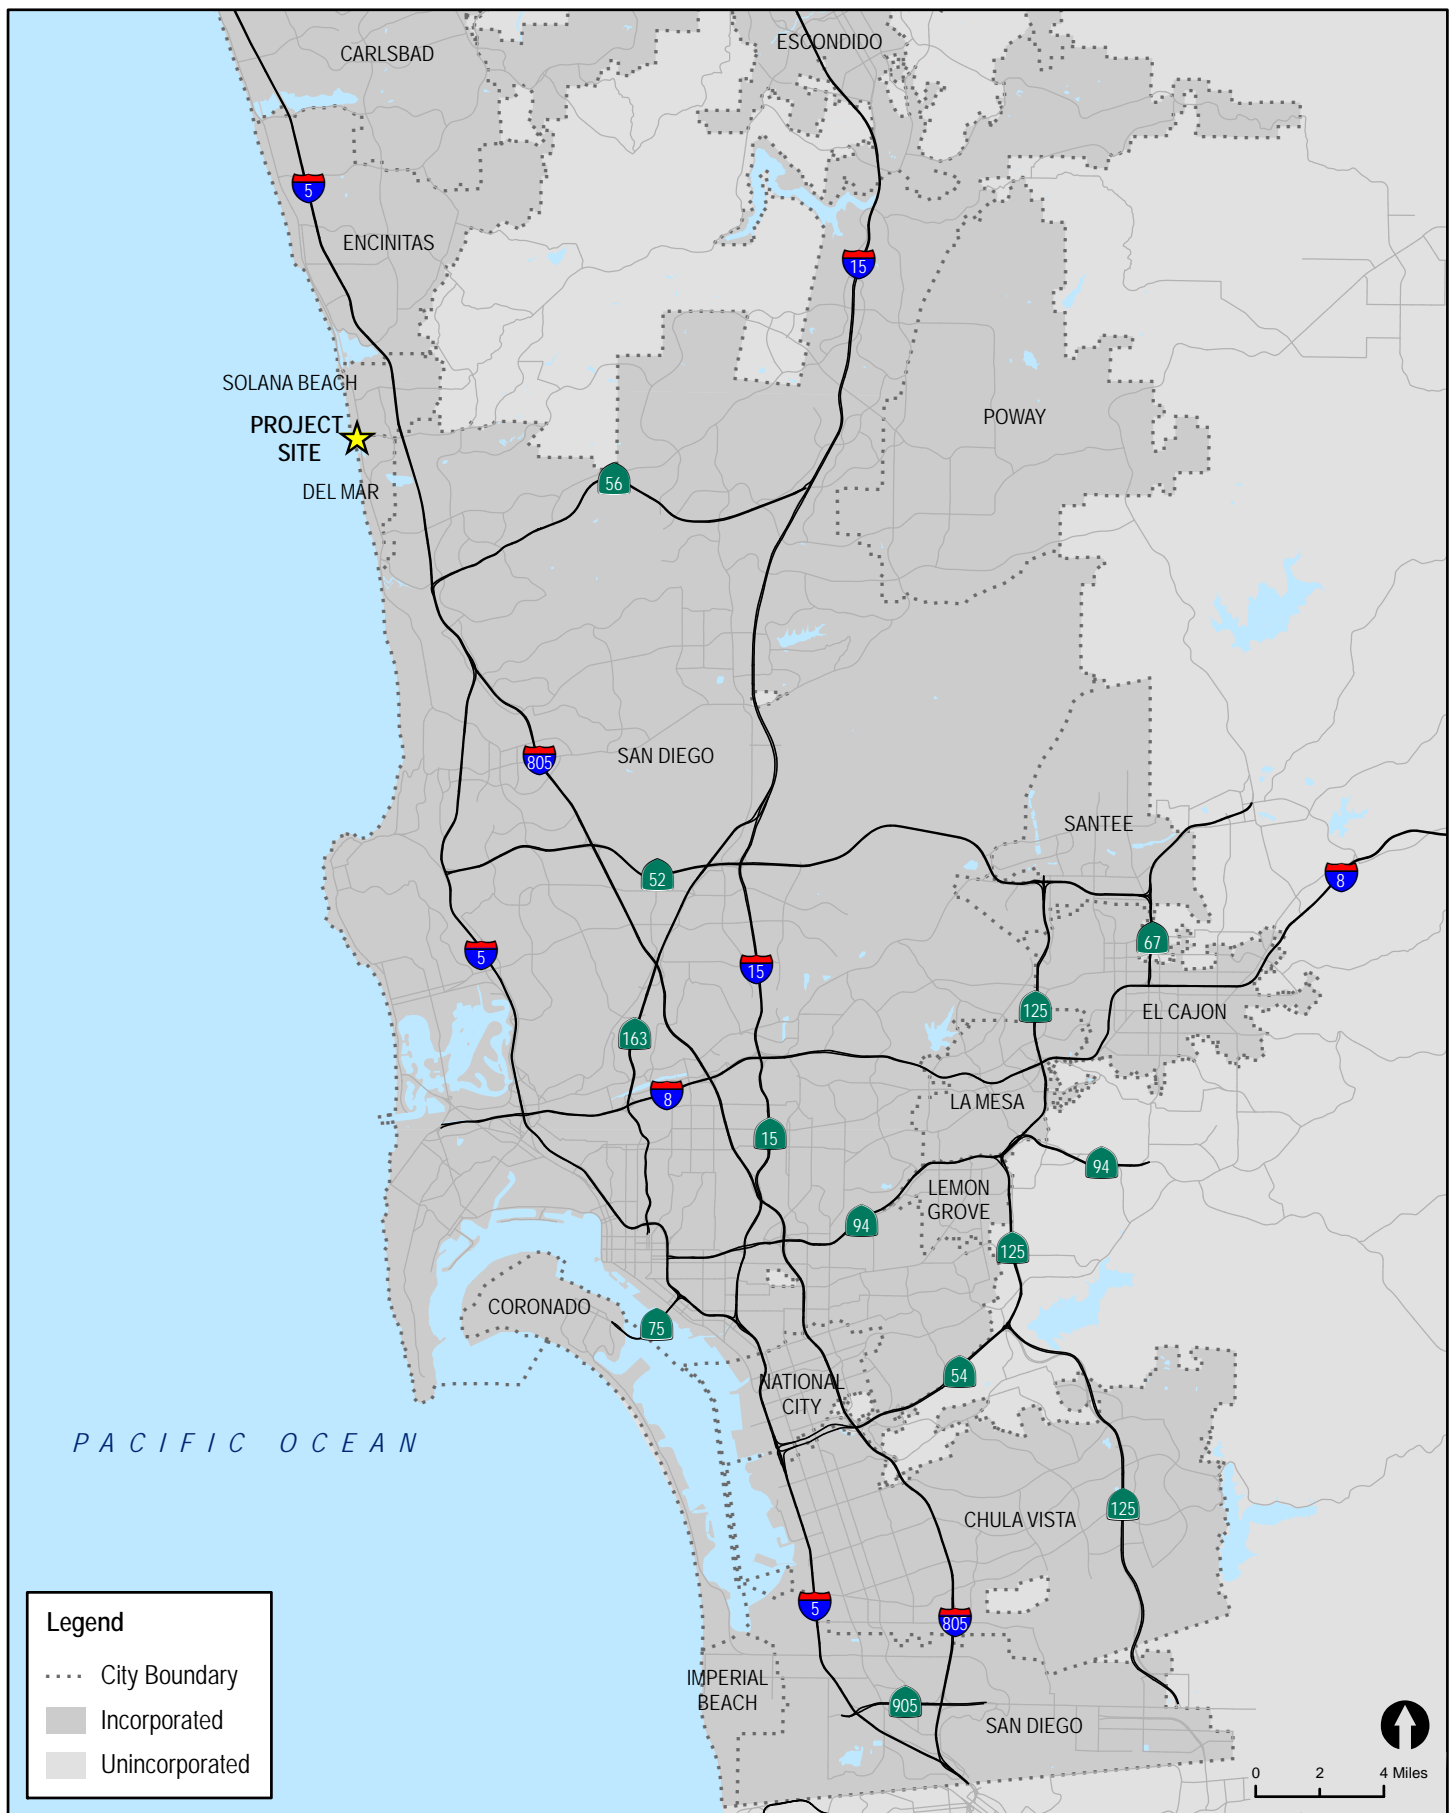 CARLSBAD
ESCONDIDO
5
ENCINITAS
15
SOLANA BEACH
PROJECT
SITE
POWAY
56
DEL MAR
805
SAN DIEGO
SANTEE
52
8
67
5
15
125
EL CAJON
163
8
LA MESA
15
94
LEMON
GROVE
94
125
CORONADO
75
54
NATIONAL
CITY
PACIFIC OCEAN
125
CHULA VISTA
5
805
Legend
City Boundary
Incorporated
Unincorporated
IMPERIAL
BEACH
905
SAN DIEGO
0 2 4 Miles